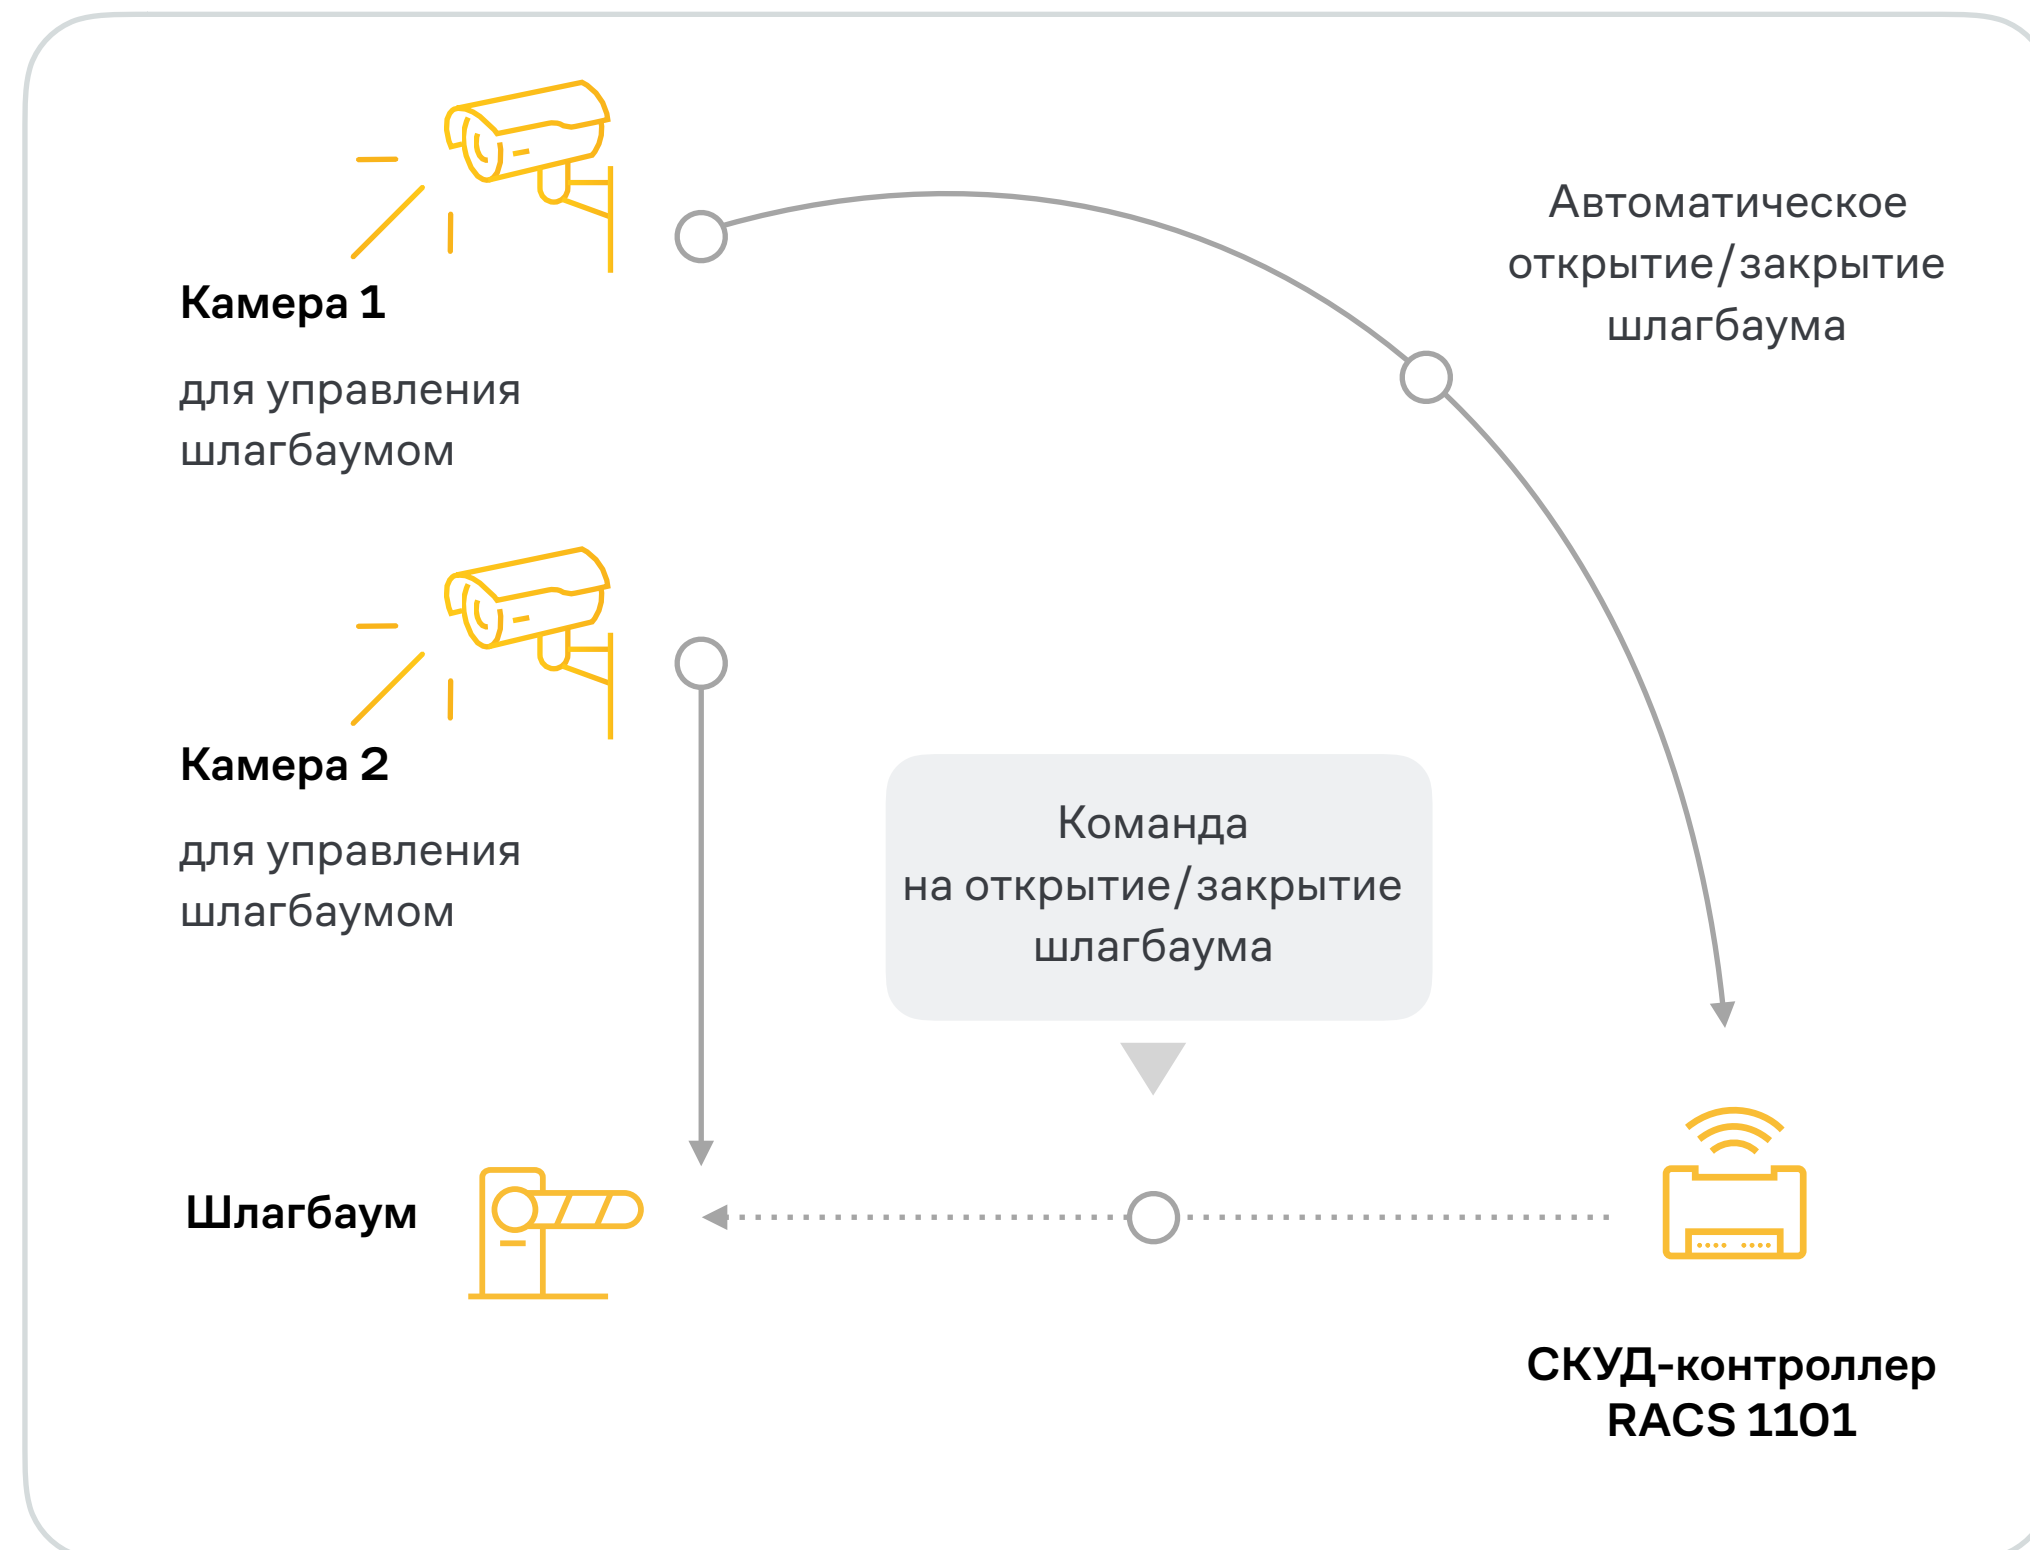 Камера 1
для управления
шлагбаумом
Автоматическое
открытие/закрытие
шлагбаума
Камера 2
для управления
шлагбаумом
Команда
на открытие/закрытие
шлагбаума
Шлагбаум
СКУД-контроллер
RACS 1101